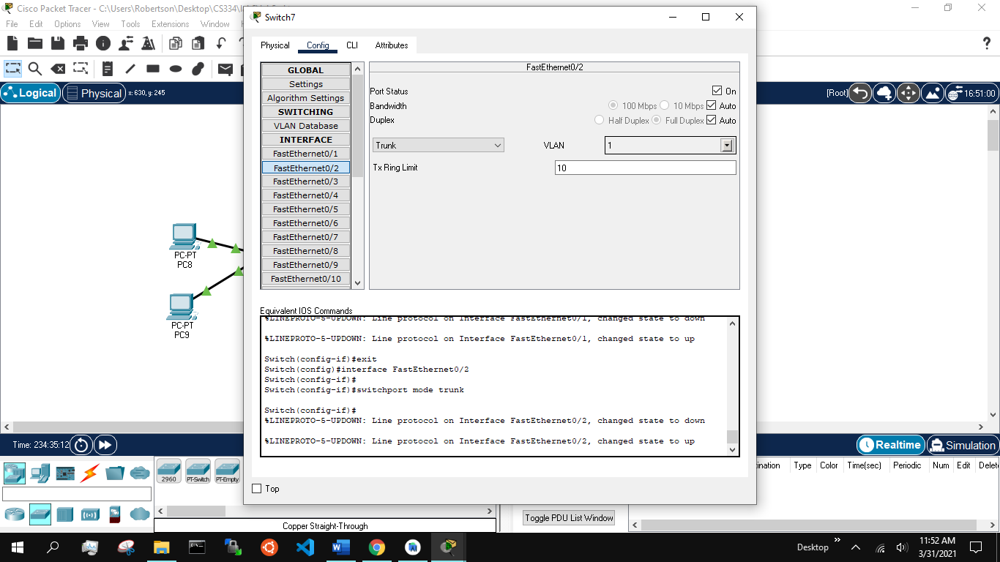 Cisco Packet Tracer - C:\Users\Robertson\Desktop\CS334\
File Edit Options View Tools Extensions Window
Switch7
Physical Config CLI Attributes
Logical Physical x: 630, y: 245
[Root] 16:51:00
GLOBAL
Settings
Algorithm Settings
SWITCHING
VLAN Database
INTERFACE
FastEthernet0/1
FastEthernet0/2
FastEthernet0/3
FastEthernet0/4
FastEthernet0/5
FastEthernet0/6
FastEthernet0/7
FastEthernet0/8
FastEthernet0/9
FastEthernet0/10
FastEthernet0/2
Port Status On
Bandwidth 100 Mbps 10 Mbps Auto
Duplex Half Duplex Full Duplex Auto
Trunk VLAN 1
Tx Ring Limit 10
PC-PT
PC8
PC-PT
PC9
Equivalent IOS Commands
%LINEPROTO-5-UPDOWN: Line protocol on Interface FastEthernet0/1, changed state to down
%LINEPROTO-5-UPDOWN: Line protocol on Interface FastEthernet0/1, changed state to up
Switch(config-if)#exit
Switch(config)#interface FastEthernet0/2
Switch(config-if)#
Switch(config-if)#switchport mode trunk
Switch(config-if)#
%LINEPROTO-5-UPDOWN: Line protocol on Interface FastEthernet0/2, changed state to down
%LINEPROTO-5-UPDOWN: Line protocol on Interface FastEthernet0/2, changed state to up
Top
Time: 234:35:12
Realtime Simulation
2960 PT-Switch PT-Empty
Type Color Time(sec) Periodic Num Edit
Copper Straight-Through
Toggle PDU List Window
Desktop
11:52 AM
3/31/2021